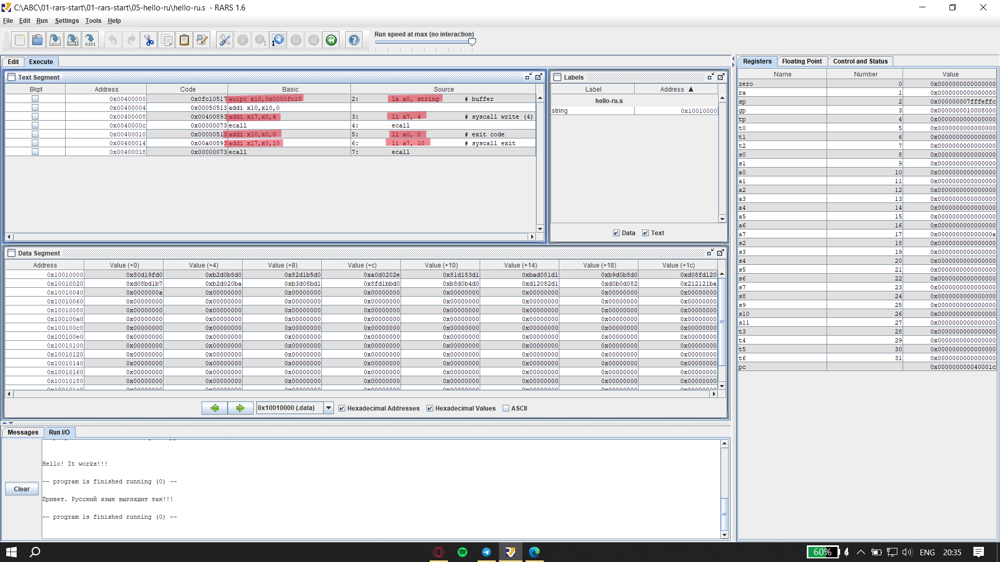 C:\ABC\01-rars-start\01-rars-start\05-hello-ru\hello-ru.s - RARS 1.6
File Edit Run Settings Tools Help
Run speed at max (no interaction)
Edit Execute
Text Segment
Bkpt Address Code Basic Source
0x00400000 0x0fc10517 auipc x10,0x0000fc10 2: la a0, string # buffer
0x00400004 0x00050513 addi x10,x10,0
0x00400008 0x00400893 addi x17,x0,4 3: li a7, 4 # syscall write (4)
0x0040000c 0x00000073 ecall 4: ecall
0x00400010 0x00000513 addi x10,x0,0 5: li a0, 0 # exit code
0x00400014 0x00a00893 addi x17,x0,10 6: li a7, 10 # syscall exit
0x00400018 0x00000073 ecall 7: ecall
Labels
Label Address ▲
hello-ru.s
string 0x10010000
Data Text
Data Segment
Address Value (+0) Value (+4) Value (+8) Value (+c) Value (+10) Value (+14) Value (+18) Value (+1c)
0x10010000 0x80d19fd0 0xb2d0b8d0 0x82d1b5d0 0xa0d0202e 0x81d183d1 0xbad081d1 0xb9d0b8d0 0xd08fd120
0x10010020 0xd08bd1b7 0xb2d020ba 0xb3d08bd1 0x8fd1bbd0 0xb8d0b4d0 0xd12082d1 0xd0b0d082 0x212121ba
0x10010040 0x0000000a 0x00000000 0x00000000 0x00000000 0x00000000 0x00000000 0x00000000 0x00000000
0x10010060 0x00000000 0x00000000 0x00000000 0x00000000 0x00000000 0x00000000 0x00000000 0x00000000
0x10010080 0x00000000 0x00000000 0x00000000 0x00000000 0x00000000 0x00000000 0x00000000 0x00000000
0x100100a0 0x00000000 0x00000000 0x00000000 0x00000000 0x00000000 0x00000000 0x00000000 0x00000000
0x100100c0 0x00000000 0x00000000 0x00000000 0x00000000 0x00000000 0x00000000 0x00000000 0x00000000
0x100100e0 0x00000000 0x00000000 0x00000000 0x00000000 0x00000000 0x00000000 0x00000000 0x00000000
0x10010100 0x00000000 0x00000000 0x00000000 0x00000000 0x00000000 0x00000000 0x00000000 0x00000000
0x10010120 0x00000000 0x00000000 0x00000000 0x00000000 0x00000000 0x00000000 0x00000000 0x00000000
0x10010140 0x00000000 0x00000000 0x00000000 0x00000000 0x00000000 0x00000000 0x00000000 0x00000000
0x10010160 0x00000000 0x00000000 0x00000000 0x00000000 0x00000000 0x00000000 0x00000000 0x00000000
0x10010180 0x00000000 0x00000000 0x00000000 0x00000000 0x00000000 0x00000000 0x00000000 0x00000000
0x10010000 (.data) Hexadecimal Addresses Hexadecimal Values ASCII
Messages Run I/O
Clear
Hello! It works!!!
-- program is finished running (0) --
Привет. Русский язык выглядит так!!!
-- program is finished running (0) --
Registers Floating Point Control and Status
Name Number Value
zero 0 0x0000000000000000
ra 1 0x0000000000000000
sp 2 0x000000007fffeffc
gp 3 0x0000000010008000
tp 4 0x0000000000000000
t0 5 0x0000000000000000
t1 6 0x0000000000000000
t2 7 0x0000000000000000
s0 8 0x0000000000000000
s1 9 0x0000000000000000
a0 10 0x0000000000000000
a1 11 0x0000000000000000
a2 12 0x0000000000000000
a3 13 0x0000000000000000
a4 14 0x0000000000000000
a5 15 0x0000000000000000
a6 16 0x0000000000000000
a7 17 0x000000000000000a
s2 18 0x0000000000000000
s3 19 0x0000000000000000
s4 20 0x0000000000000000
s5 21 0x0000000000000000
s6 22 0x0000000000000000
s7 23 0x0000000000000000
s8 24 0x0000000000000000
s9 25 0x0000000000000000
s10 26 0x0000000000000000
s11 27 0x0000000000000000
t3 28 0x0000000000000000
t4 29 0x0000000000000000
t5 30 0x0000000000000000
t6 31 0x0000000000000000
pc 0x000000000040001c
60% ENG 20:35